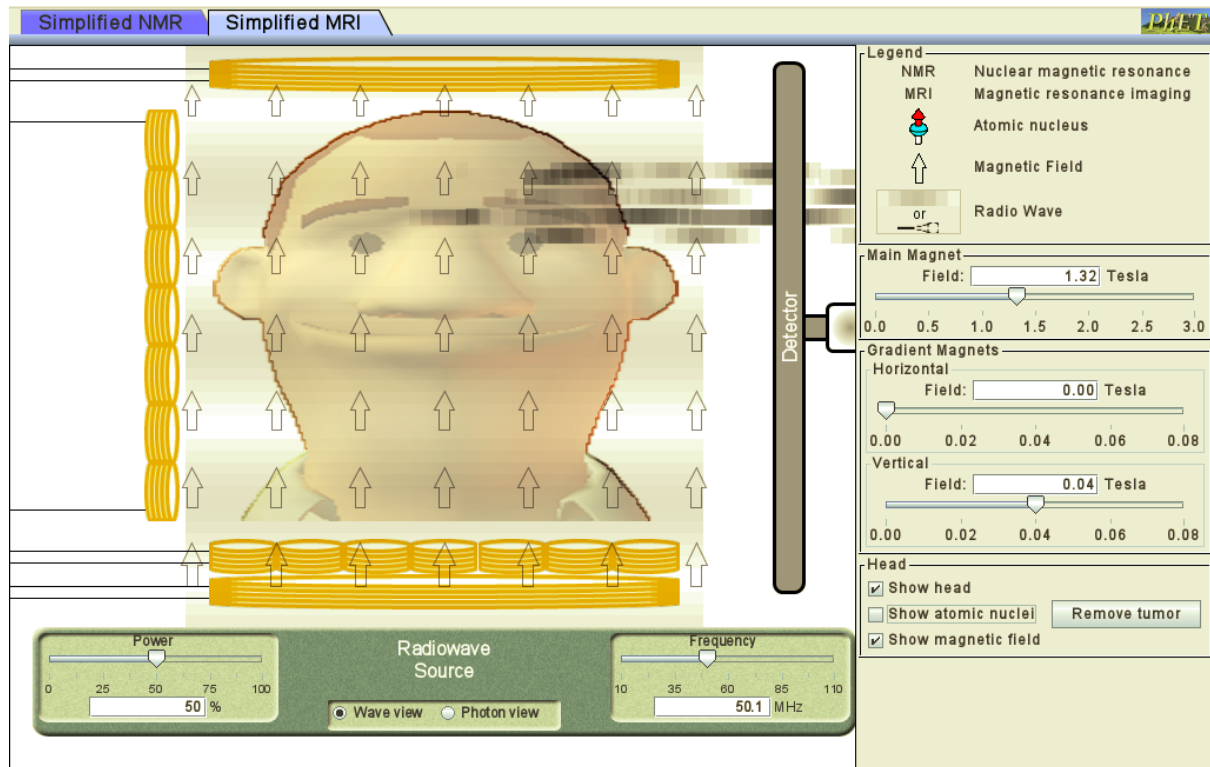 Simplified NMR
Simplified MRI
PhET
Legend
NMR Nuclear magnetic resonance
MRI Magnetic resonance imaging
Atomic nucleus
Magnetic Field
or
Radio Wave
Main Magnet
Field: 1.32 Tesla
0.0 0.5 1.0 1.5 2.0 2.5 3.0
Gradient Magnets
Horizontal
Field: 0.00 Tesla
0.00 0.02 0.04 0.06 0.08
Vertical
Field: 0.04 Tesla
0.00 0.02 0.04 0.06 0.08
Head
Show head
Show atomic nuclei
Remove tumor
Show magnetic field
Detector
Power
0 25 50 75 100
50 %
Radiowave
Source
Wave view
Photon view
Frequency
10 35 60 85 110
50.1 MHz